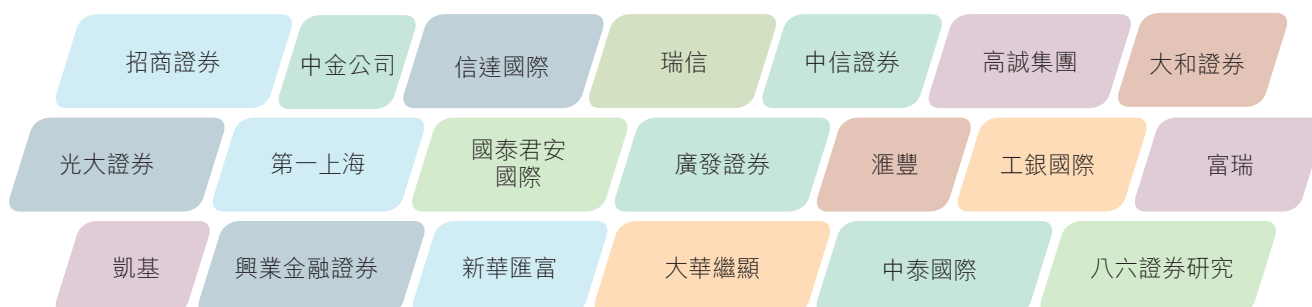 招商證券
中金公司
信達國際
瑞信
中信證券
高誠集團
大和證券
光大證券
第一上海
國泰君安
國際
廣發證券
滙豐
工銀國際
富瑞
凱基
興業金融證券
新華匯富
大華繼顯
中泰國際
八六證券研究